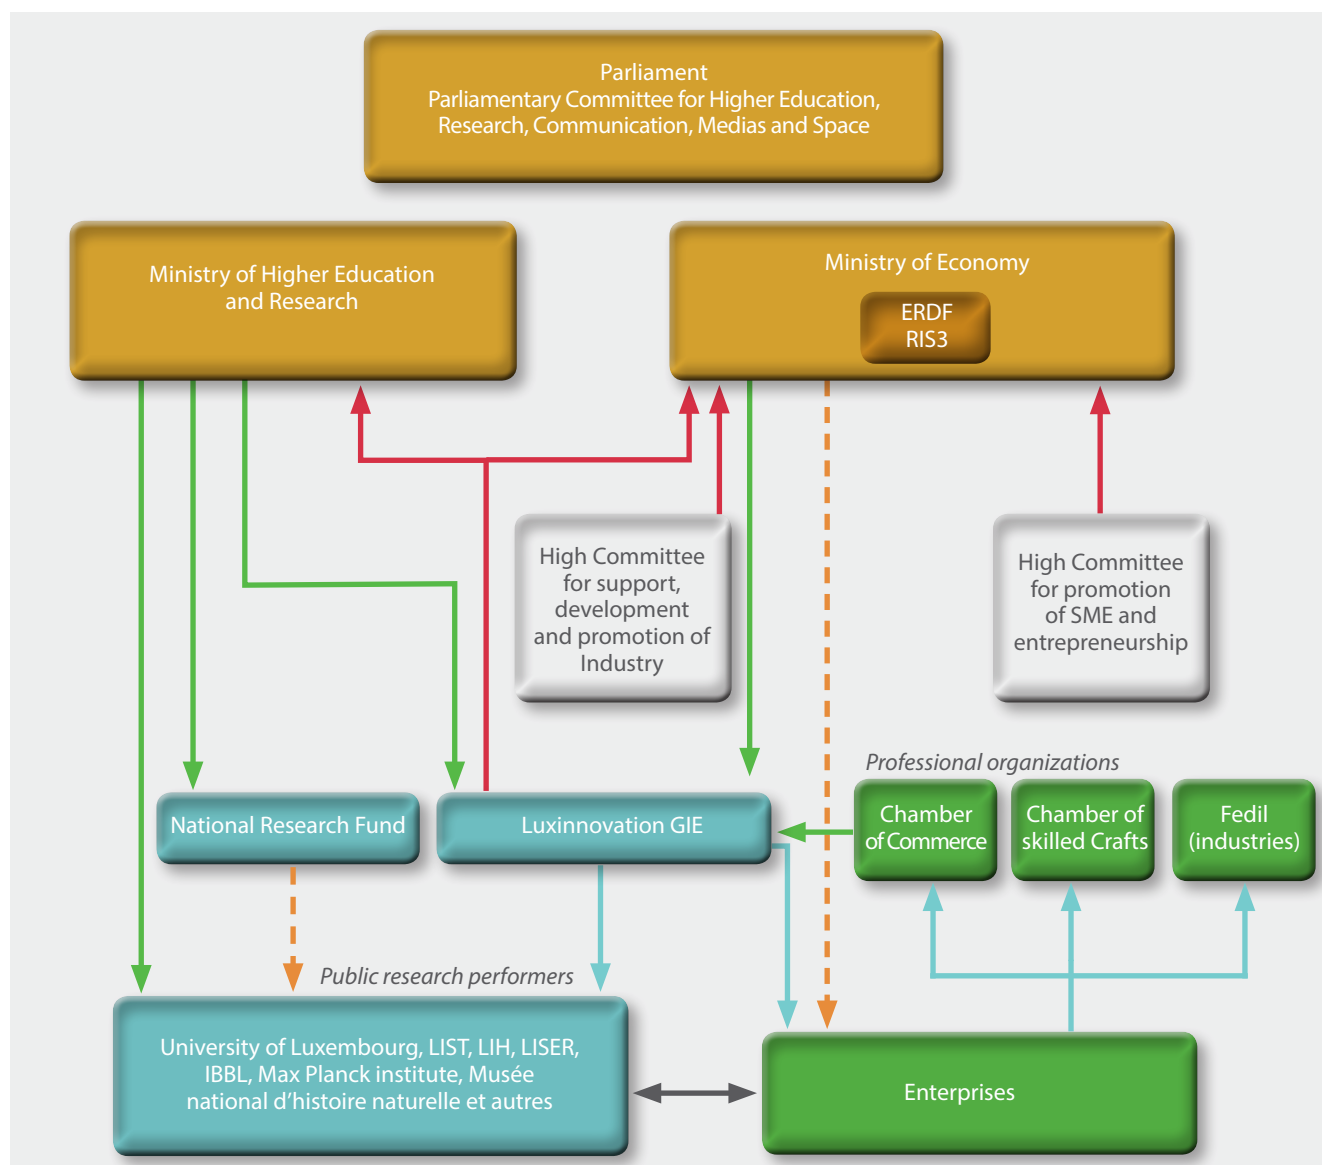 Parliament
Parliamentary Committee for Higher Education,
Research, Communication, Medias and Space
Ministry of Higher Education
and Research
Ministry of Economy
ERDF
RIS3
High Committee
for support,
development
and promotion of
Industry
High Committee
for promotion
of SME and
entrepreneurship
Professional organizations
National Research Fund
Luxinnovation GIE
Chamber
of Commerce
Chamber of
skilled Crafts
Fedil
(industries)
Public research performers
University of Luxembourg, LIST, LIH, LISER,
IBBL, Max Planck institute, Musée
national d'histoire naturelle et autres
Enterprises